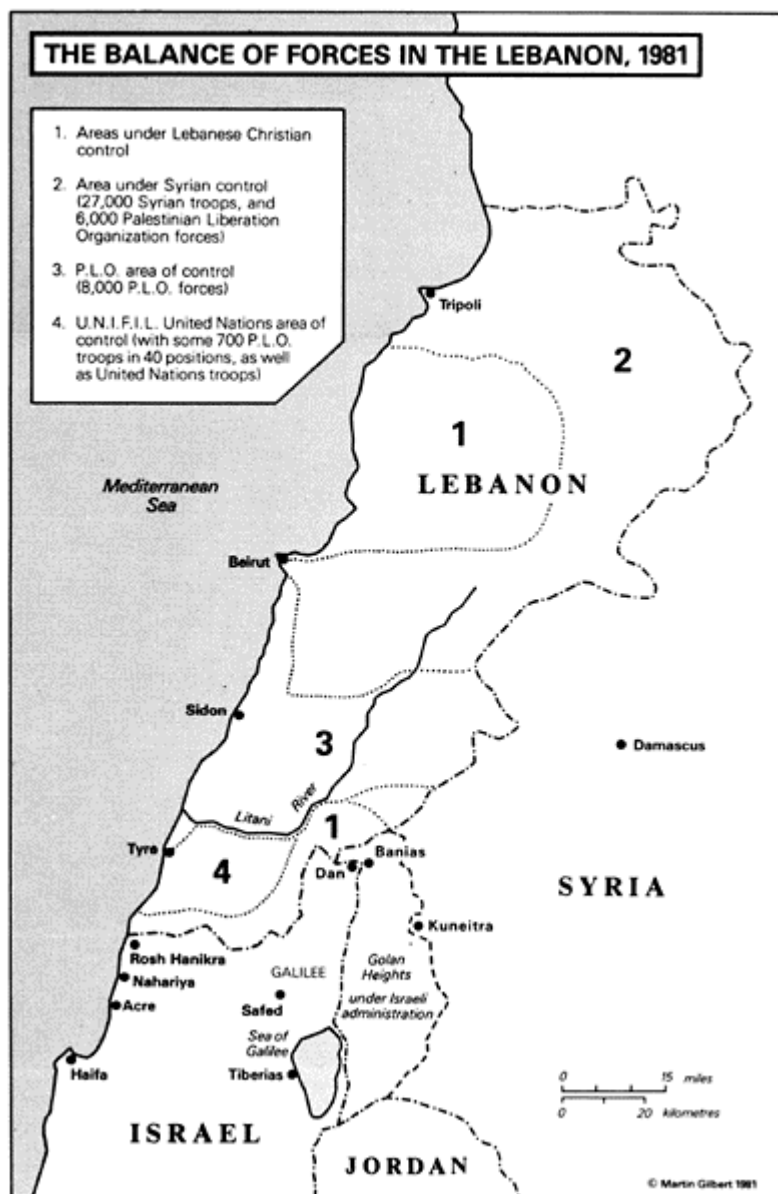 THE BALANCE OF FORCES IN THE LEBANON, 1981
1. Areas under Lebanese Christian
control
2. Area under Syrian control
(27,000 Syrian troops, and
6,000 Palestinian Liberation
Organization forces)
3. P.L.O. area of control
(8,000 P.L.O. forces)
4. U.N.I.F.I.L. United Nations area of
control (with some 700 P.L.O.
troops in 40 positions, as well
as United Nations troops)
Tripoli
2
1
LEBANON
Mediterranean
Sea
Beirut
Sidon
3
Damascus
Litani River
Tyre
4
1
Banias
Dan
SYRIA
Kuneitra
Rosh Hanikra
Nahariya
Acre
GALILEE
Safed
Golan
Heights
under Israeli
administration
Sea of
Galilee
Haifa
Tiberias
0 15 miles
0 20 kilometres
ISRAEL
JORDAN
© Martin Gilbert 1981